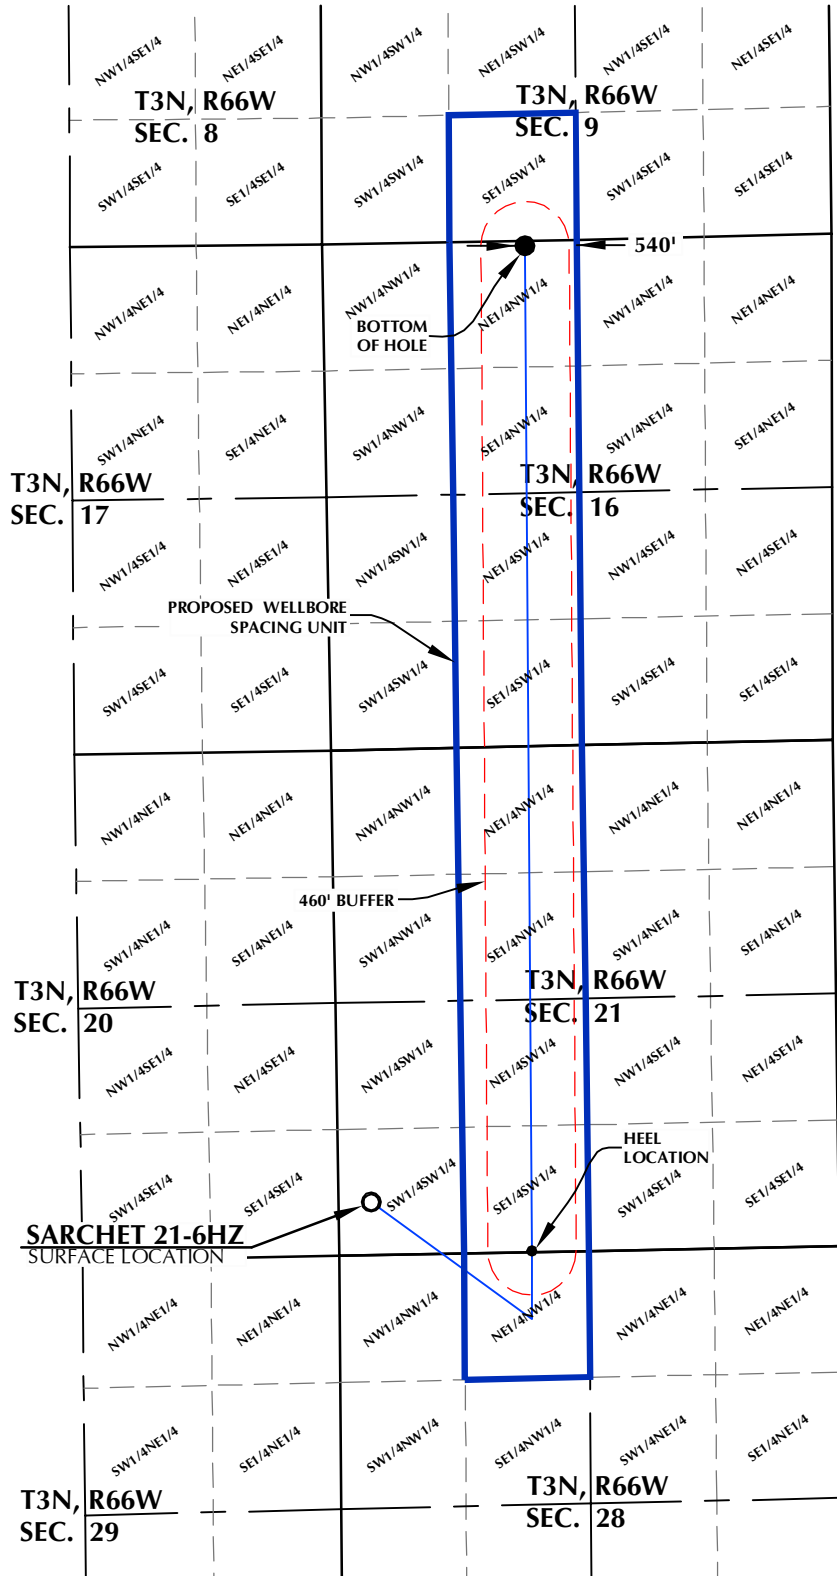 NW1/4SE1/4
NE1/4SE1/4
NW1/4SW1/4
NE1/4SW1/4
NW1/4SE1/4
NE1/4SE1/4
T3N, R66W
SEC. 8
T3N, R66W
SEC. 9
SW1/4SE1/4
SE1/4SE1/4
SW1/4SW1/4
SE1/4SW1/4
SW1/4SE1/4
SE1/4SE1/4
540'
NW1/4NE1/4
NE1/4NE1/4
NW1/4NW1/4
NE1/4NW1/4
NW1/4NE1/4
NE1/4NE1/4
BOTTOM
OF HOLE
SW1/4NE1/4
SE1/4NE1/4
SW1/4NW1/4
SE1/4NW1/4
SW1/4NE1/4
SE1/4NE1/4
T3N, R66W
SEC. 17
T3N, R66W
SEC. 16
NW1/4SE1/4
NE1/4SE1/4
NW1/4SW1/4
NE1/4SW1/4
NW1/4SE1/4
NE1/4SE1/4
PROPOSED WELLBORE
SPACING UNIT
SW1/4SE1/4
SE1/4SE1/4
SW1/4SW1/4
SE1/4SW1/4
SW1/4SE1/4
SE1/4SE1/4
NW1/4NE1/4
NE1/4NE1/4
NW1/4NW1/4
NE1/4NW1/4
NW1/4NE1/4
NE1/4NE1/4
460' BUFFER
SW1/4NE1/4
SE1/4NE1/4
SW1/4NW1/4
SE1/4NW1/4
SW1/4NE1/4
SE1/4NE1/4
T3N, R66W
SEC. 20
T3N, R66W
SEC. 21
NW1/4SE1/4
NE1/4SE1/4
NW1/4SW1/4
NE1/4SW1/4
NW1/4SE1/4
NE1/4SE1/4
HEEL
LOCATION
SW1/4SE1/4
SE1/4SE1/4
SW1/4SW1/4
SE1/4SW1/4
SW1/4SE1/4
SE1/4SE1/4
SARCHET 21-6HZ
SURFACE LOCATION
NW1/4NE1/4
NE1/4NE1/4
NW1/4NW1/4
NE1/4NW1/4
NW1/4NE1/4
NE1/4NE1/4
SW1/4NE1/4
SE1/4NE1/4
SW1/4NW1/4
SE1/4NW1/4
SW1/4NE1/4
SE1/4NE1/4
T3N, R66W
SEC. 29
T3N, R66W
SEC. 28